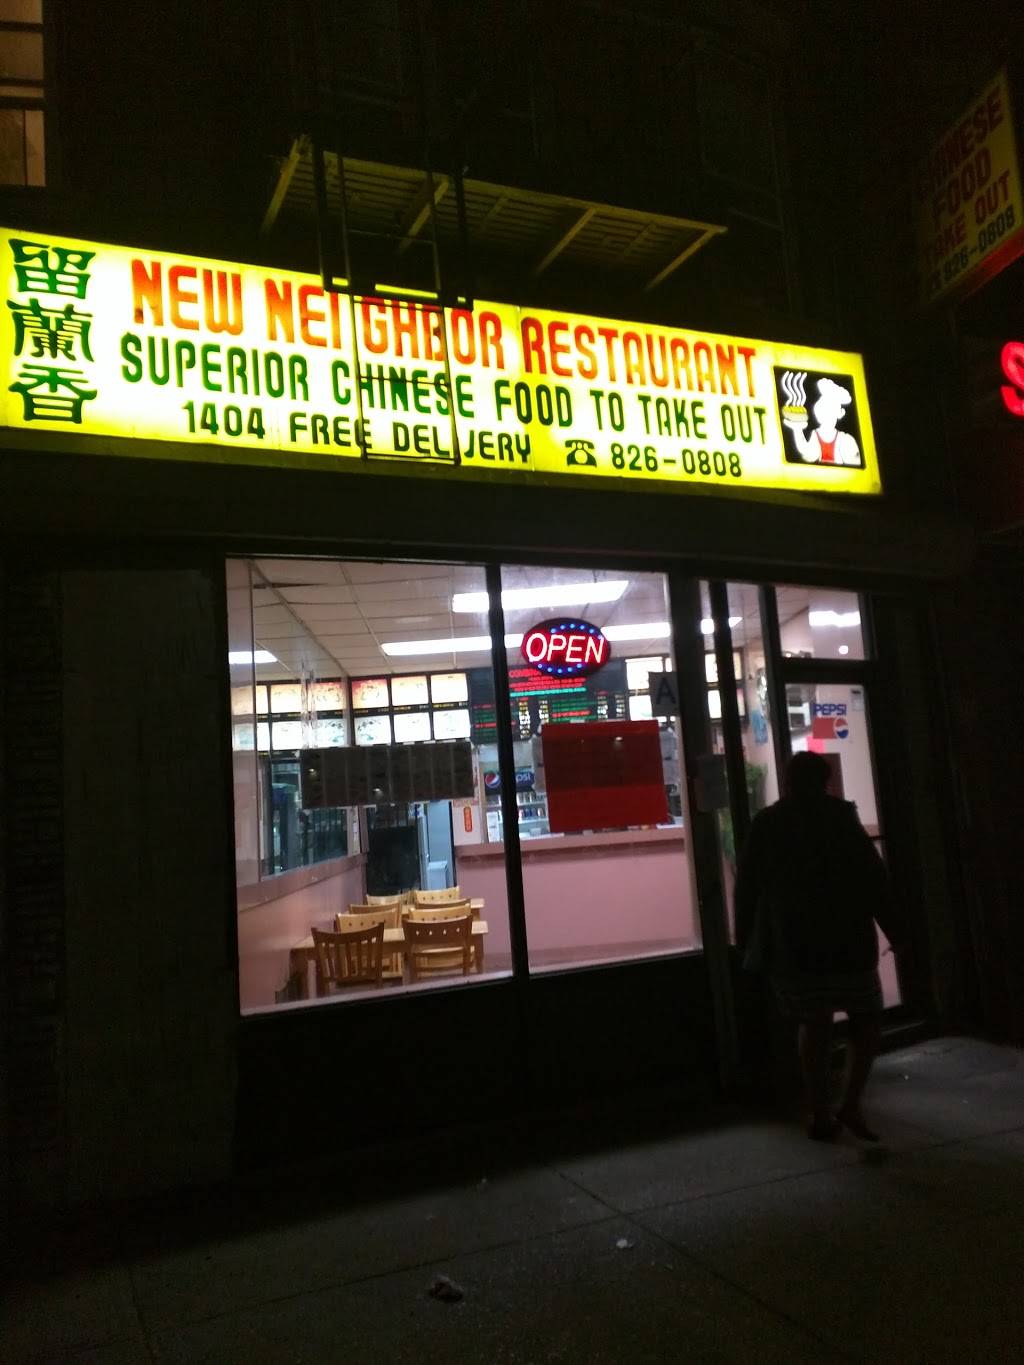 留蘭香
NEW NEIGHBOR RESTAURANT
SUPERIOR CHINESE FOOD TO TAKE OUT
1404 FREE DELIVERY 826-0808
CHINESE
FOOD
TAKE OUT
826-0808
OPEN
A
PEPSI